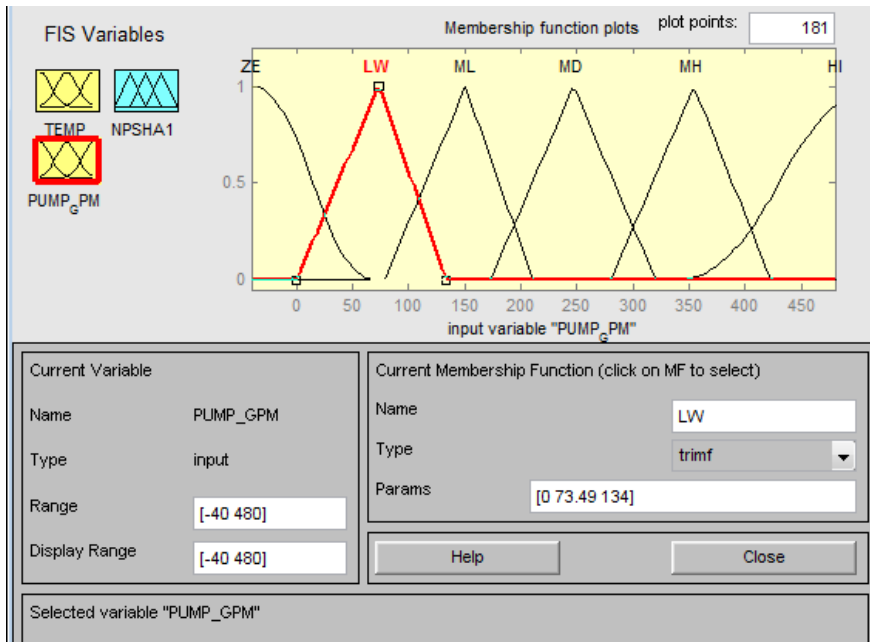 FIS Variables
Membership function plots
plot points:
181
ZE
LW
ML
MD
MH
HI
TEMP
NPSHA1
PUMP_GPM
1
0.5
0
0
50
100
150
200
250
300
350
400
450
input variable "PUMP_GPM"
Current Variable
Name
PUMP_GPM
Type
input
Range
[-40 480]
Display Range
[-40 480]
Current Membership Function (click on MF to select)
Name
LW
Type
trimf
Params
[0 73.49 134]
Help
Close
Selected variable "PUMP_GPM"